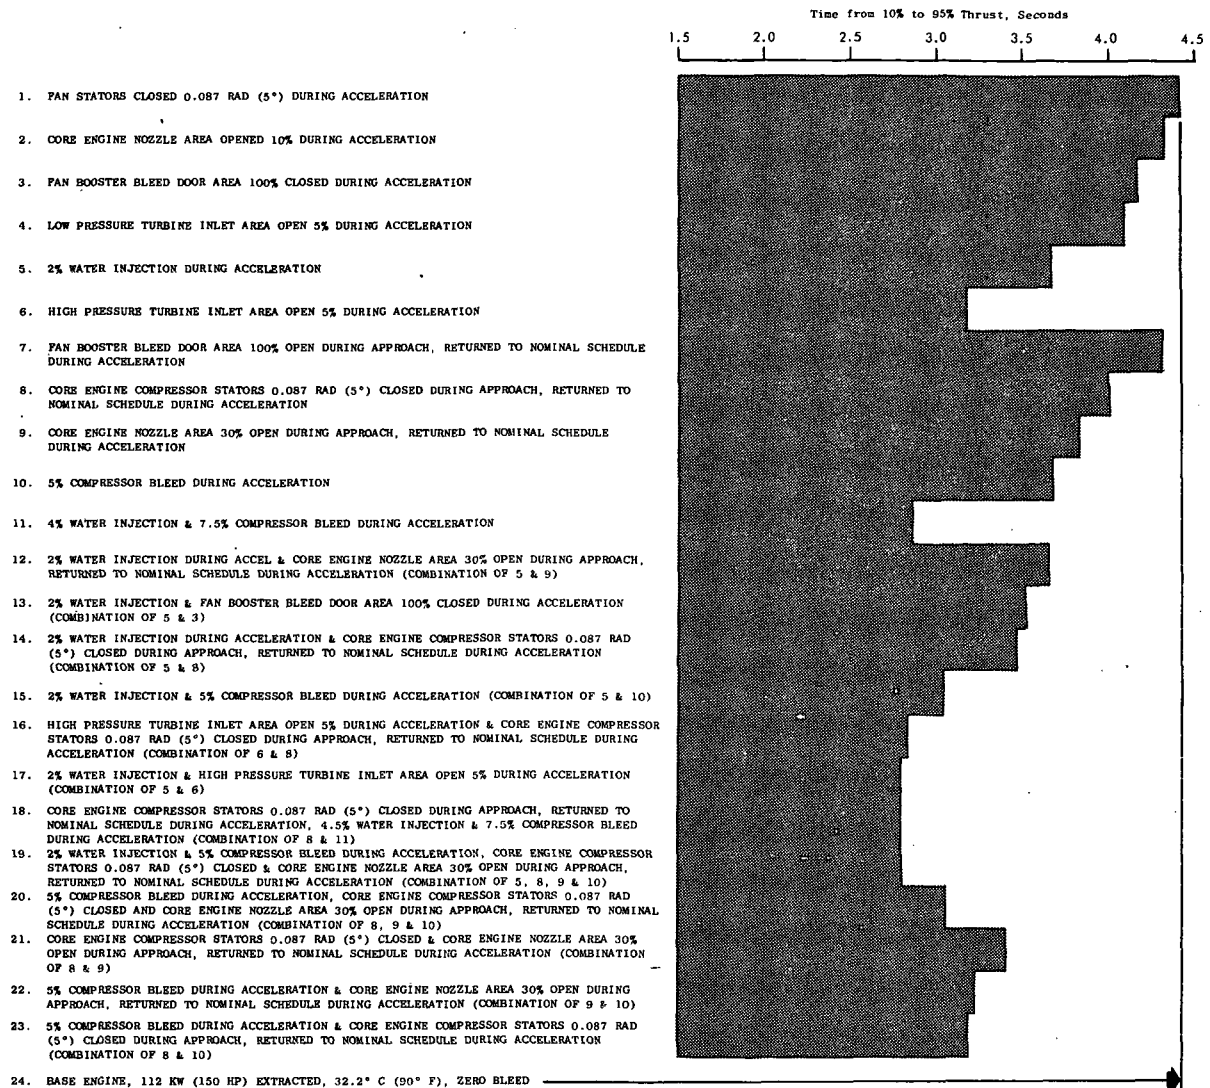 Time from 10% to 95% Thrust, Seconds
1.5 2.0 2.5 3.0 3.5 4.0 4.5
1. FAN STATORS CLOSED 0.087 RAD (5°) DURING ACCELERATION
2. CORE ENGINE NOZZLE AREA OPENED 10% DURING ACCELERATION
3. FAN BOOSTER BLEED DOOR AREA 100% CLOSED DURING ACCELERATION
4. LOW PRESSURE TURBINE INLET AREA OPEN 5% DURING ACCELERATION
5. 2% WATER INJECTION DURING ACCELERATION
6. HIGH PRESSURE TURBINE INLET AREA OPEN 5% DURING ACCELERATION
7. FAN BOOSTER BLEED DOOR AREA 100% OPEN DURING APPROACH, RETURNED TO NOMINAL SCHEDULE
DURING ACCELERATION
8. CORE ENGINE COMPRESSOR STATORS 0.087 RAD (5°) CLOSED DURING APPROACH, RETURNED TO
NOMINAL SCHEDULE DURING ACCELERATION
9. CORE ENGINE NOZZLE AREA 30% OPEN DURING APPROACH, RETURNED TO NOMINAL SCHEDULE
DURING ACCELERATION
10. 5% COMPRESSOR BLEED DURING ACCELERATION
11. 4% WATER INJECTION & 7.5% COMPRESSOR BLEED DURING ACCELERATION
12. 2% WATER INJECTION DURING ACCEL & CORE ENGINE NOZZLE AREA 30% OPEN DURING APPROACH,
RETURNED TO NOMINAL SCHEDULE DURING ACCELERATION (COMBINATION OF 5 & 9)
13. 2% WATER INJECTION & FAN BOOSTER BLEED DOOR AREA 100% CLOSED DURING ACCELERATION
(COMBINATION OF 5 & 3)
14. 2% WATER INJECTION DURING ACCELERATION & CORE ENGINE COMPRESSOR STATORS 0.087 RAD
(5°) CLOSED DURING APPROACH, RETURNED TO NOMINAL SCHEDULE DURING ACCELERATION
(COMBINATION OF 5 & 8)
15. 2% WATER INJECTION & 5% COMPRESSOR BLEED DURING ACCELERATION (COMBINATION OF 5 & 10)
16. HIGH PRESSURE TURBINE INLET AREA OPEN 5% DURING ACCELERATION & CORE ENGINE COMPRESSOR
STATORS 0.087 RAD (5°) CLOSED DURING APPROACH, RETURNED TO NOMINAL SCHEDULE DURING
ACCELERATION (COMBINATION OF 6 & 8)
17. 2% WATER INJECTION & HIGH PRESSURE TURBINE INLET AREA OPEN 5% DURING ACCELERATION
(COMBINATION OF 5 & 6)
18. CORE ENGINE COMPRESSOR STATORS 0.087 RAD (5°) CLOSED DURING APPROACH, RETURNED TO
NOMINAL SCHEDULE DURING ACCELERATION, 4.5% WATER INJECTION & 7.5% COMPRESSOR BLEED
DURING ACCELERATION (COMBINATION OF 8 & 11)
19. 2% WATER INJECTION & 5% COMPRESSOR BLEED DURING ACCELERATION, CORE ENGINE COMPRESSOR
STATORS 0.087 RAD (5°) CLOSED & CORE ENGINE NOZZLE AREA 30% OPEN DURING APPROACH,
RETURNED TO NOMINAL SCHEDULE DURING ACCELERATION (COMBINATION OF 5, 8, 9 & 10)
20. 5% COMPRESSOR BLEED DURING ACCELERATION, CORE ENGINE COMPRESSOR STATORS 0.087 RAD
(5°) CLOSED AND CORE ENGINE NOZZLE AREA 30% OPEN DURING APPROACH, RETURNED TO NOMINAL
SCHEDULE DURING ACCELERATION (COMBINATION OF 8, 9 & 10)
21. CORE ENGINE COMPRESSOR STATORS 0.087 RAD (5°) CLOSED & CORE ENGINE NOZZLE AREA 30%
OPEN DURING APPROACH, RETURNED TO NOMINAL SCHEDULE DURING ACCELERATION (COMBINATION
OF 8 & 9)
22. 5% COMPRESSOR BLEED DURING ACCELERATION & CORE ENGINE NOZZLE AREA 30% OPEN DURING
APPROACH, RETURNED TO NOMINAL SCHEDULE DURING ACCELERATION (COMBINATION OF 9 & 10)
23. 5% COMPRESSOR BLEED DURING ACCELERATION & CORE ENGINE COMPRESSOR STATORS 0.087 RAD
(5°) CLOSED DURING APPROACH, RETURNED TO NOMINAL SCHEDULE DURING ACCELERATION
(COMBINATION OF 8 & 10)
24. BASE ENGINE, 112 KW (150 HP) EXTRACTED, 32.2° C (90° F), ZERO BLEED